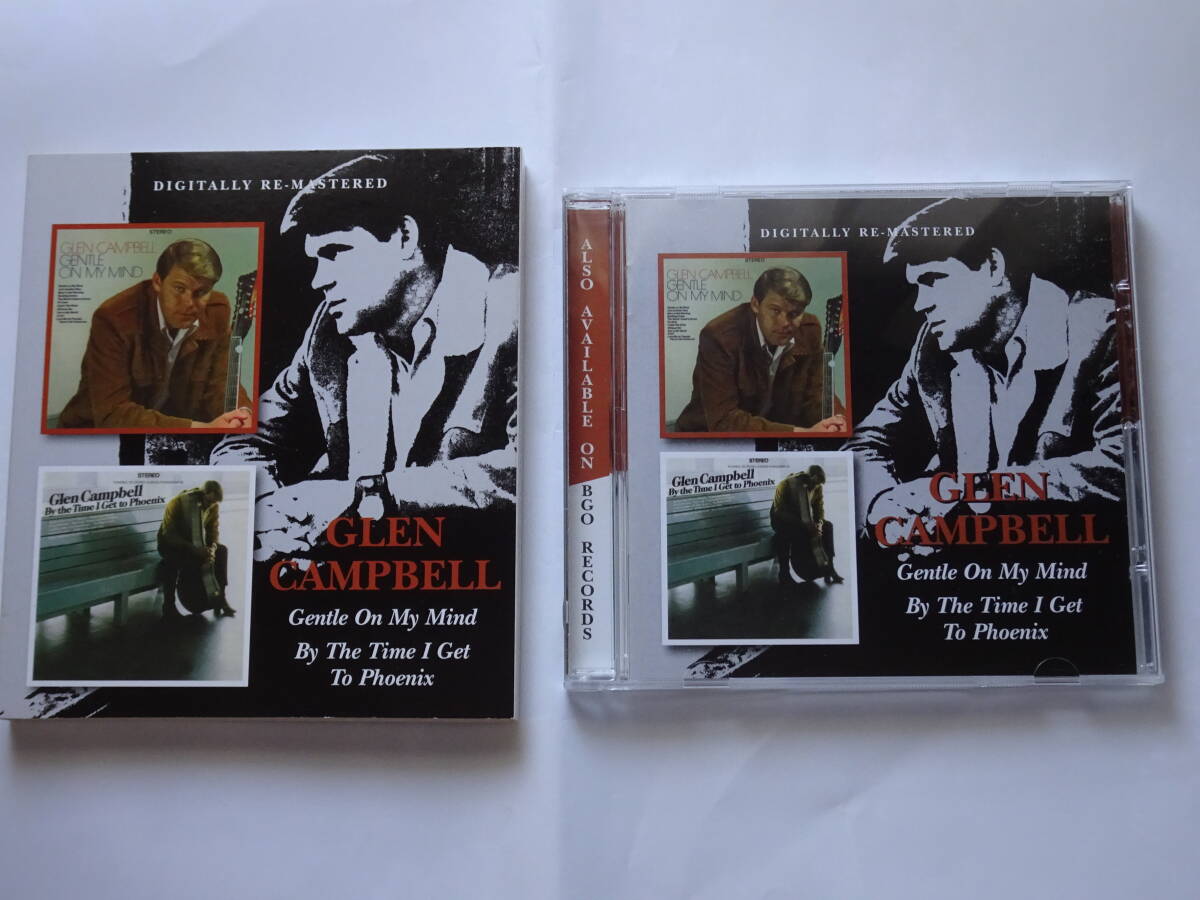 DIGITALLY RE-MASTERED
STEREO
GLEN CAMPBELL
GENTLE
ON MY MIND
STEREO
Glen Campbell
By the Time I Get to Phoenix
GLEN
CAMPBELL
Gentle On My Mind
By The Time I Get
To Phoenix
ALSO AVAILABLE ON BGO RECORDS
DIGITALLY RE-MASTERED
STEREO
GLEN CAMPBELL
GENTLE
ON MY MIND
STEREO
Glen Campbell
By the Time I Get to Phoenix
GLEN
CAMPBELL
Gentle On My Mind
By The Time I Get
To Phoenix